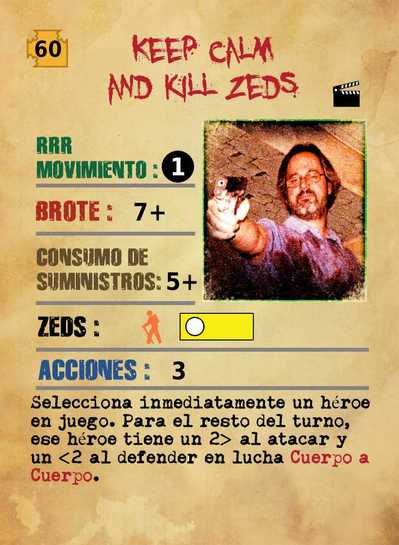 60
KEEP CALM
AND KILL ZEDS
RRR
MOVIMIENTO : 1
BROTE : 7+
CONSUMO DE
SUMINISTROS: 5+
ZEDS :
ACCIONES : 3
Selecciona inmediatamente un héroe
en juego. Para el resto del turno,
ese héroe tiene un 2> al atacar y
un <2 al defender en lucha Cuerpo a
Cuerpo.